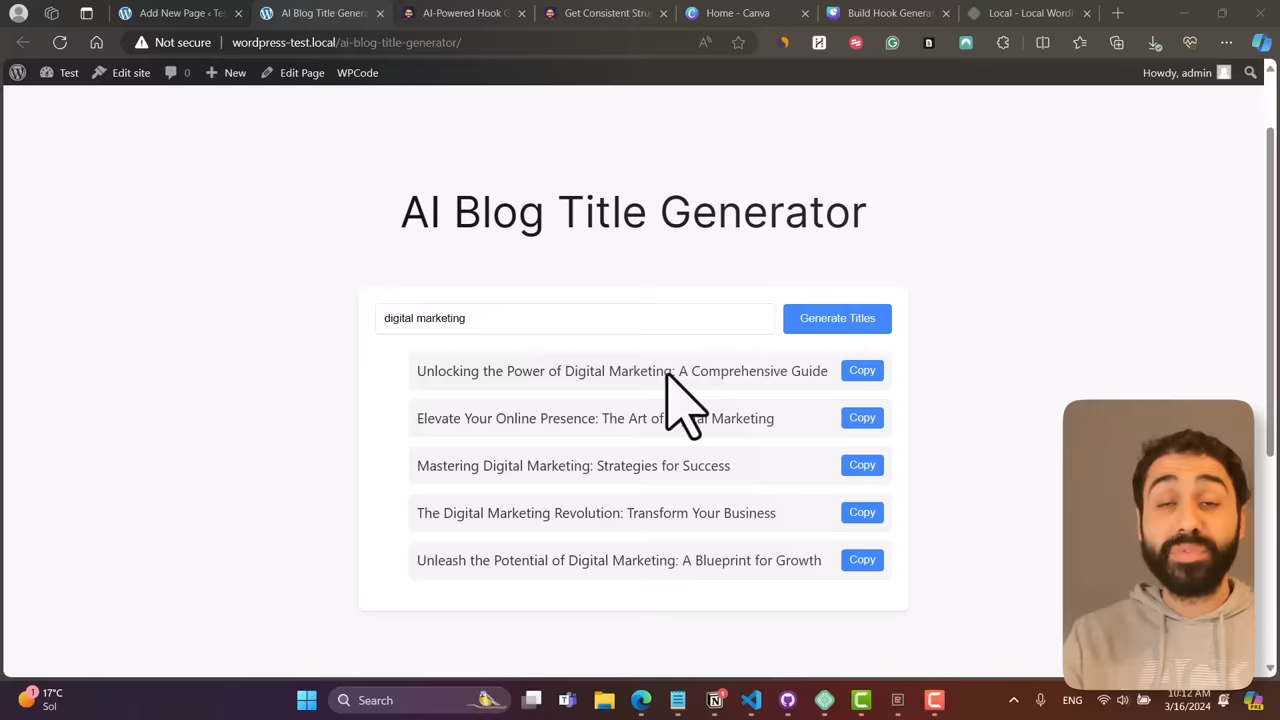 Add New Page ‹ Te
AI Blog Title Genera
AI-Powered Hook G
Get Consistent Stru
Home - Canva
Build Hook Genera
Local - Local WordP
Not secure
wordpress-test.local/ai-blog-title-generator/
Test
Edit site
0
New
Edit Page
WPCode
Howdy, admin
AI Blog Title Generator
digital marketing
Generate Titles
Unlocking the Power of Digital Marketing: A Comprehensive Guide
Copy
Elevate Your Online Presence: The Art of Marketing
Copy
Mastering Digital Marketing: Strategies for Success
Copy
The Digital Marketing Revolution: Transform Your Business
Copy
Unleash the Potential of Digital Marketing: A Blueprint for Growth
Copy
1
17°C
Sol
Search
ENG
10:12 AM
3/16/2024